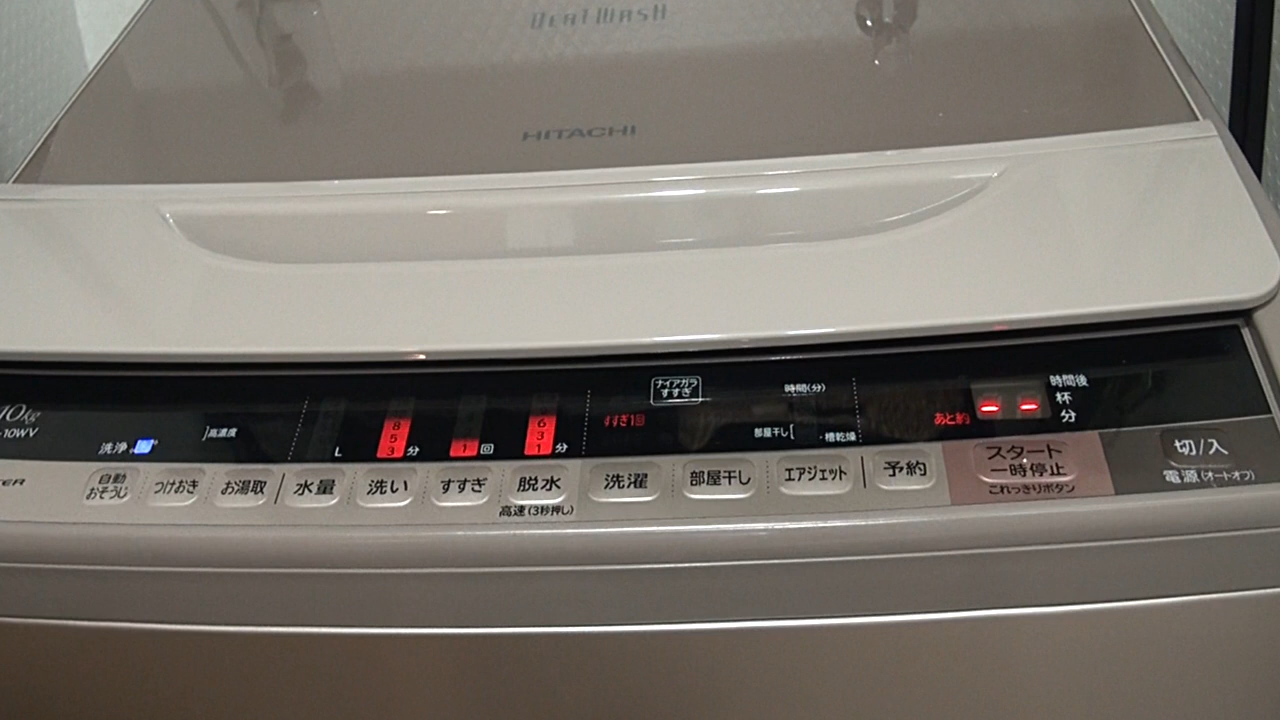 BEATWASH
HITACHI
10kg
-10WV
洗浄
高濃度
L
8
5
3 分
1 回
6
3
1 分
ナイアガラ
すすぎ
すすぎ1回
時間(分)
部屋干し
槽乾燥
あと約
-- 時間後
杯
分
TER
自動
おそうじ
つけおき
お湯取
水量
洗い
すすぎ
脱水
高速(3秒押し)
洗濯
部屋干し
エアジェット
予約
スタート
一時停止
これっきりボタン
切/入
電源(オートオフ)